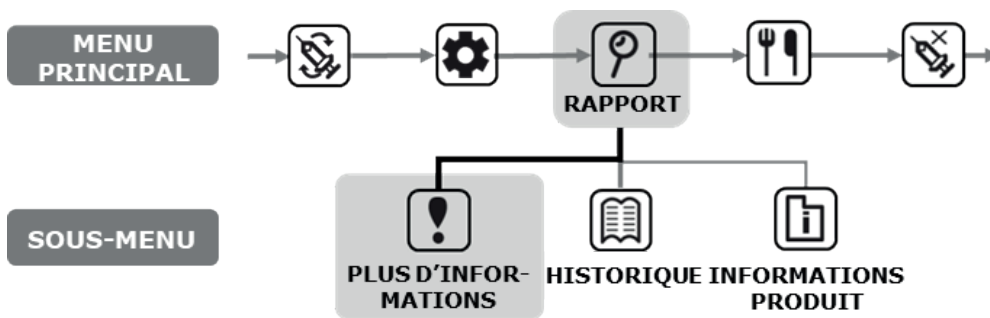 MENU
PRINCIPAL
RAPPORT
SOUS-MENU
PLUS D’INFOR-
MATIONS
HISTORIQUE
INFORMATIONS
PRODUIT